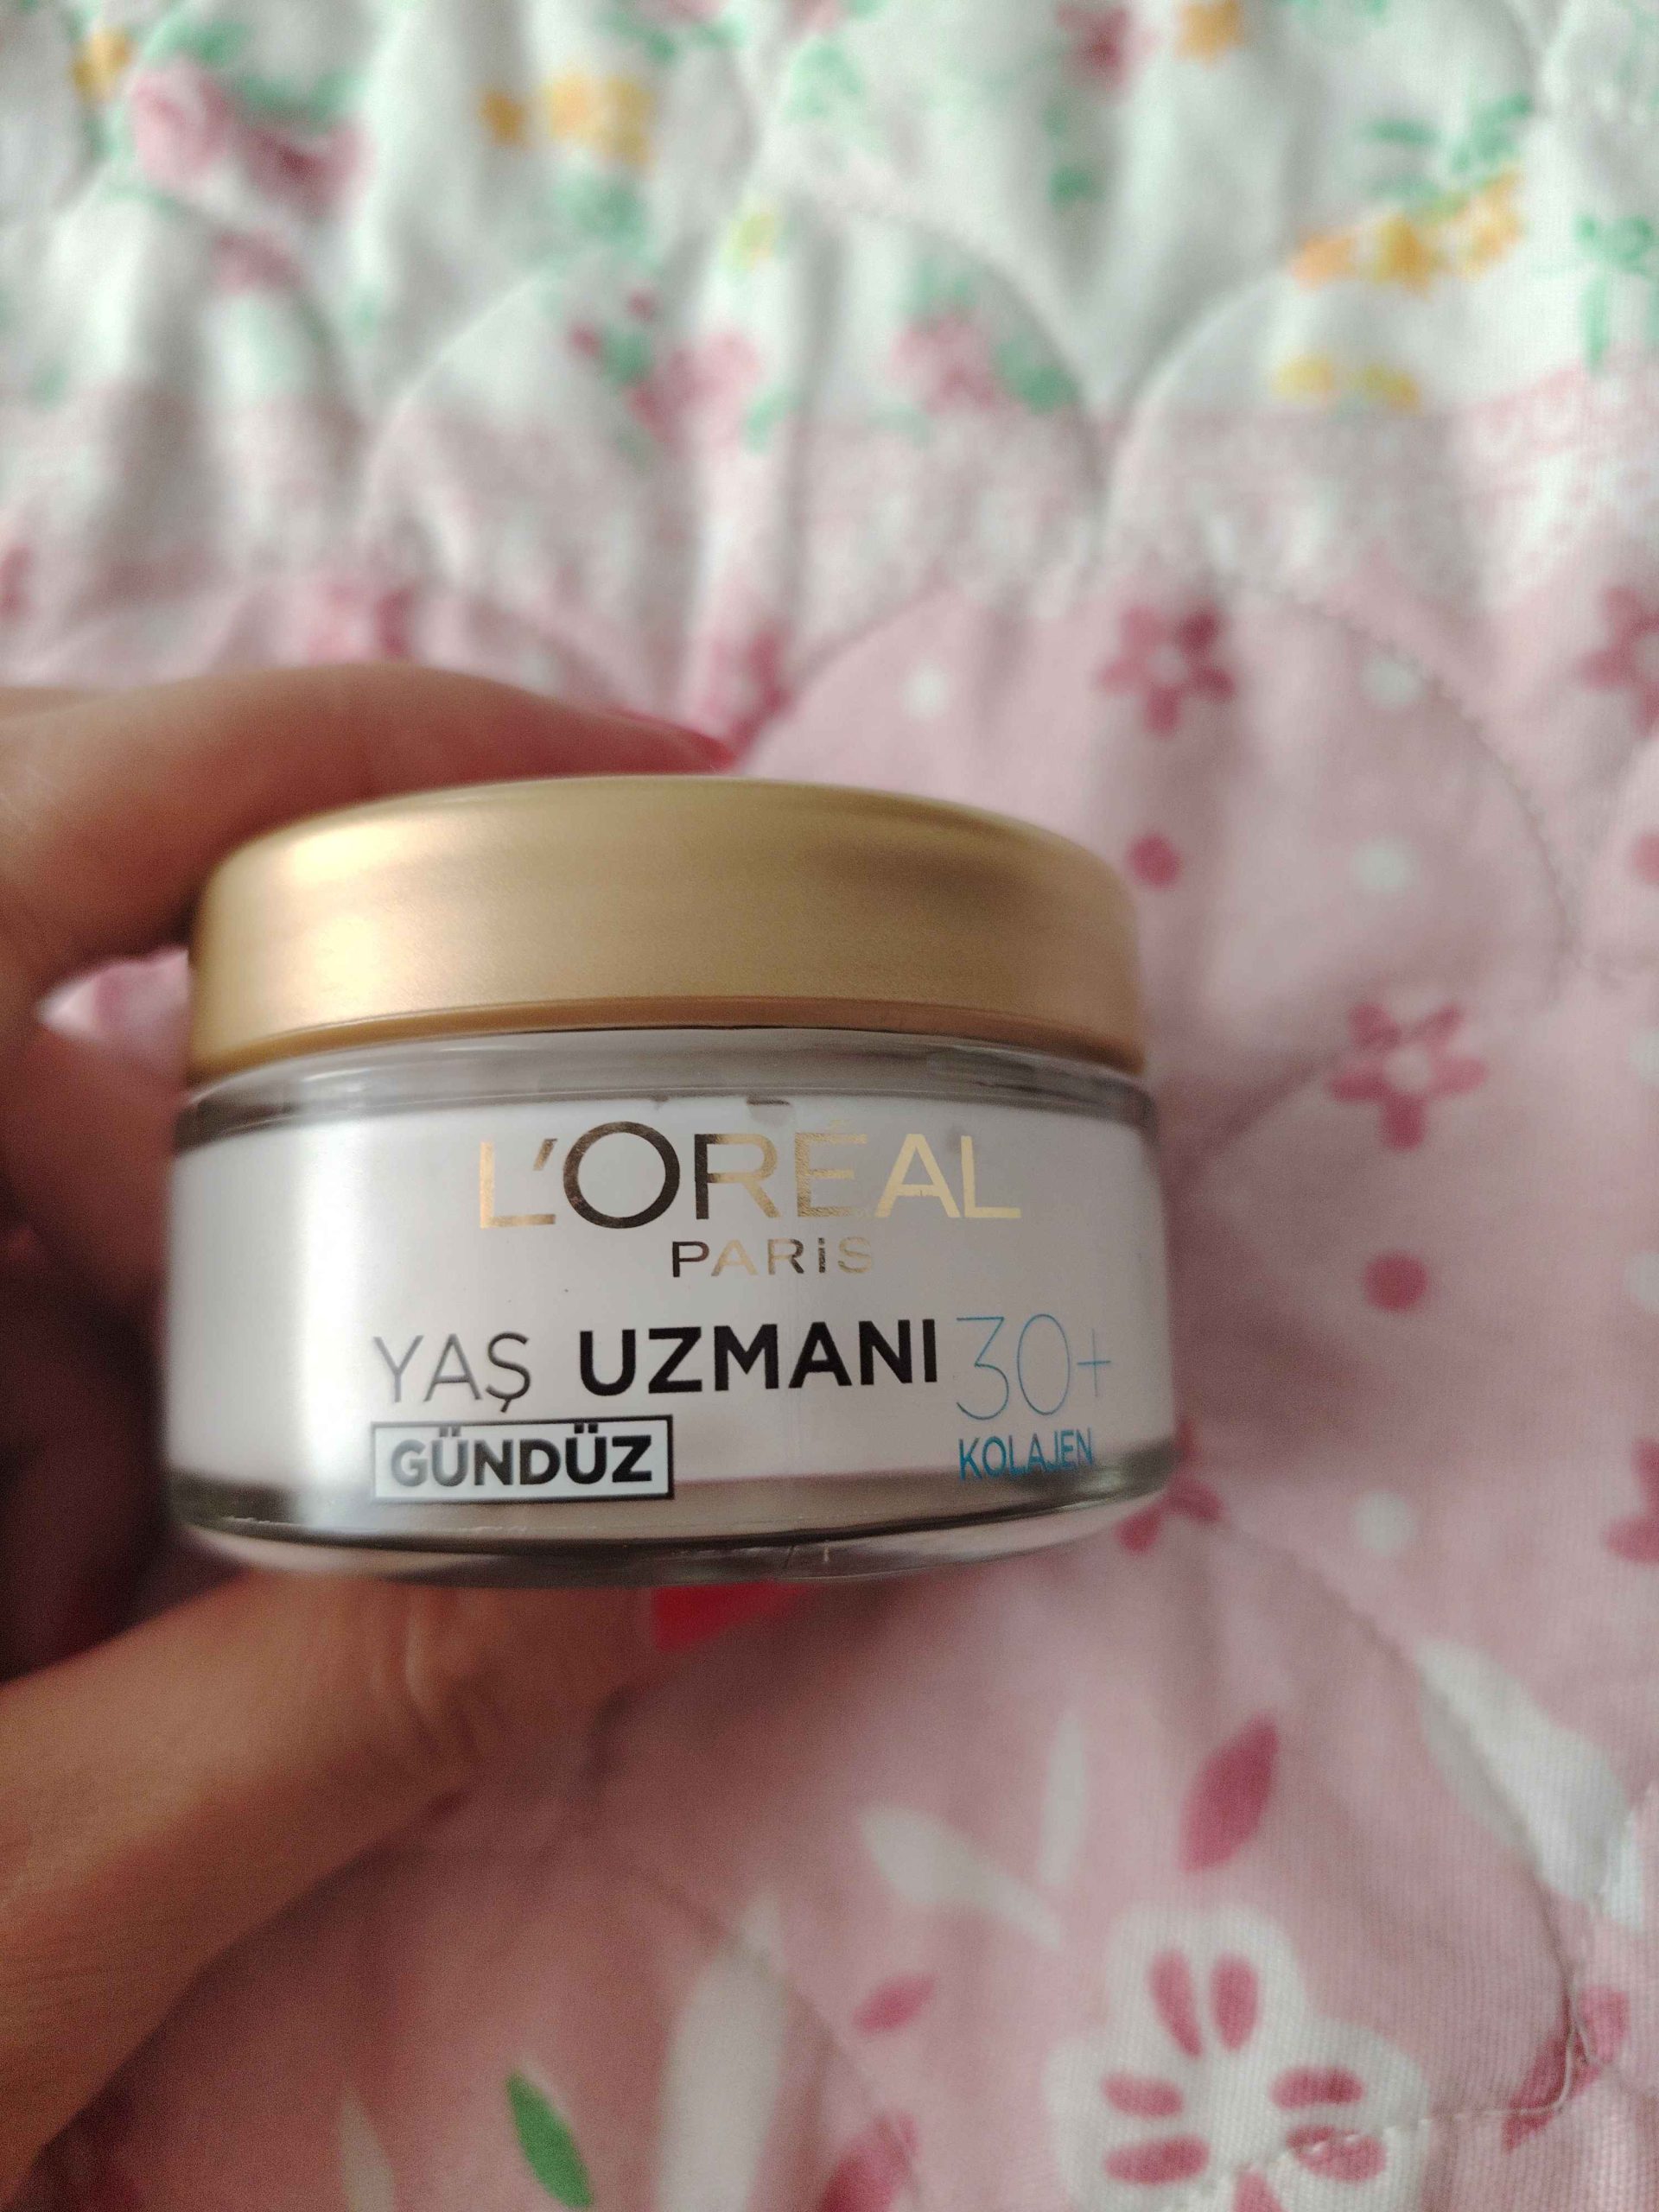 L'ORÉAL
PARiS
YAŞ UZMANI 30+
GÜNDÜZ KOLAJEN